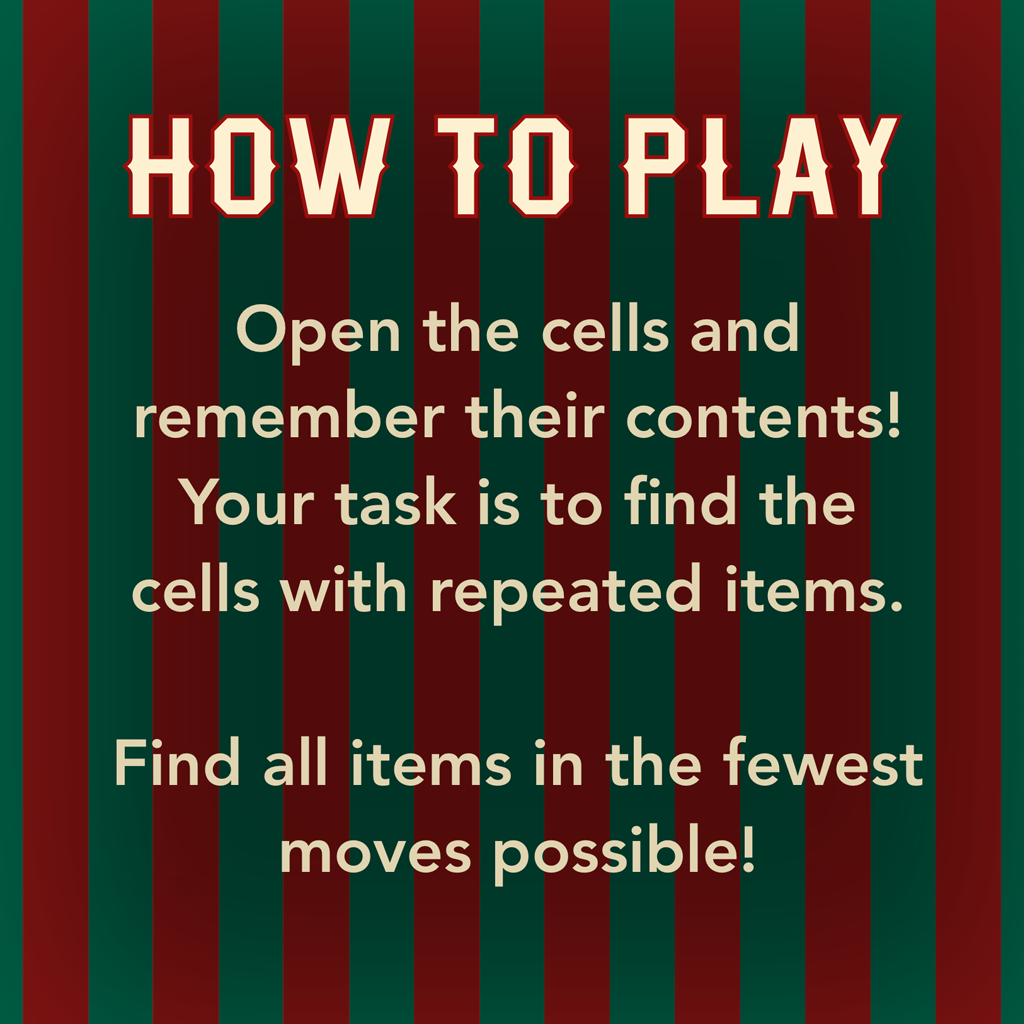 HOW TO PLAY
Open the cells and
remember their contents!
Your task is to find the
cells with repeated items.
Find all items in the fewest
moves possible!